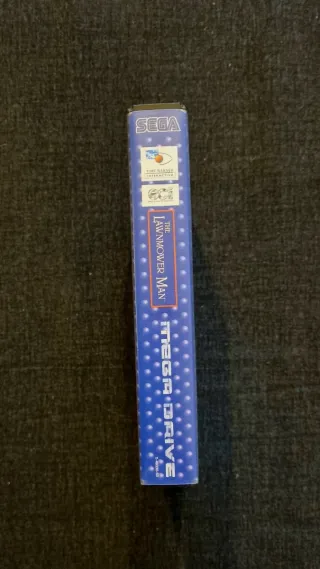 SEGA
THE
LAWNMOWER MAN
MEGA DRIVE